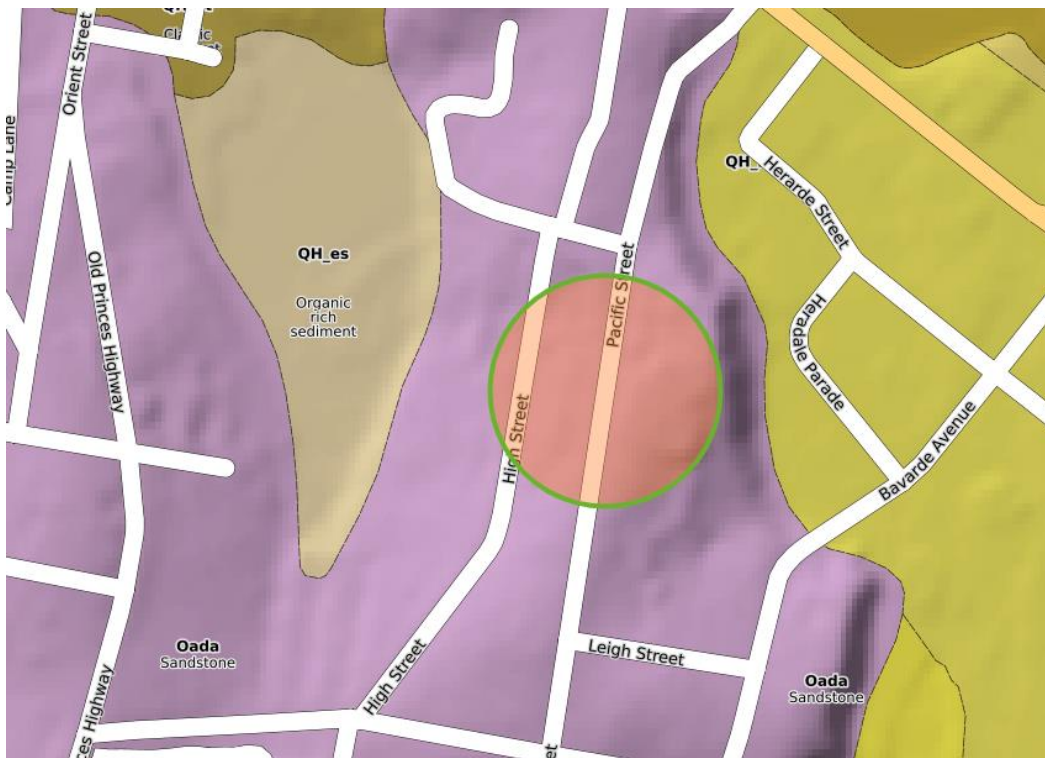 Orient Street
Camp Lane
QH_
Herarde Street
Pacific Street
QH_es
Organic
rich
sediment
Old Princes Highway
Heradale Parade
High Street
Bavarde Avenue
Oada
Sandstone
Leigh Street
High Street
Oada
Sandstone
Highway